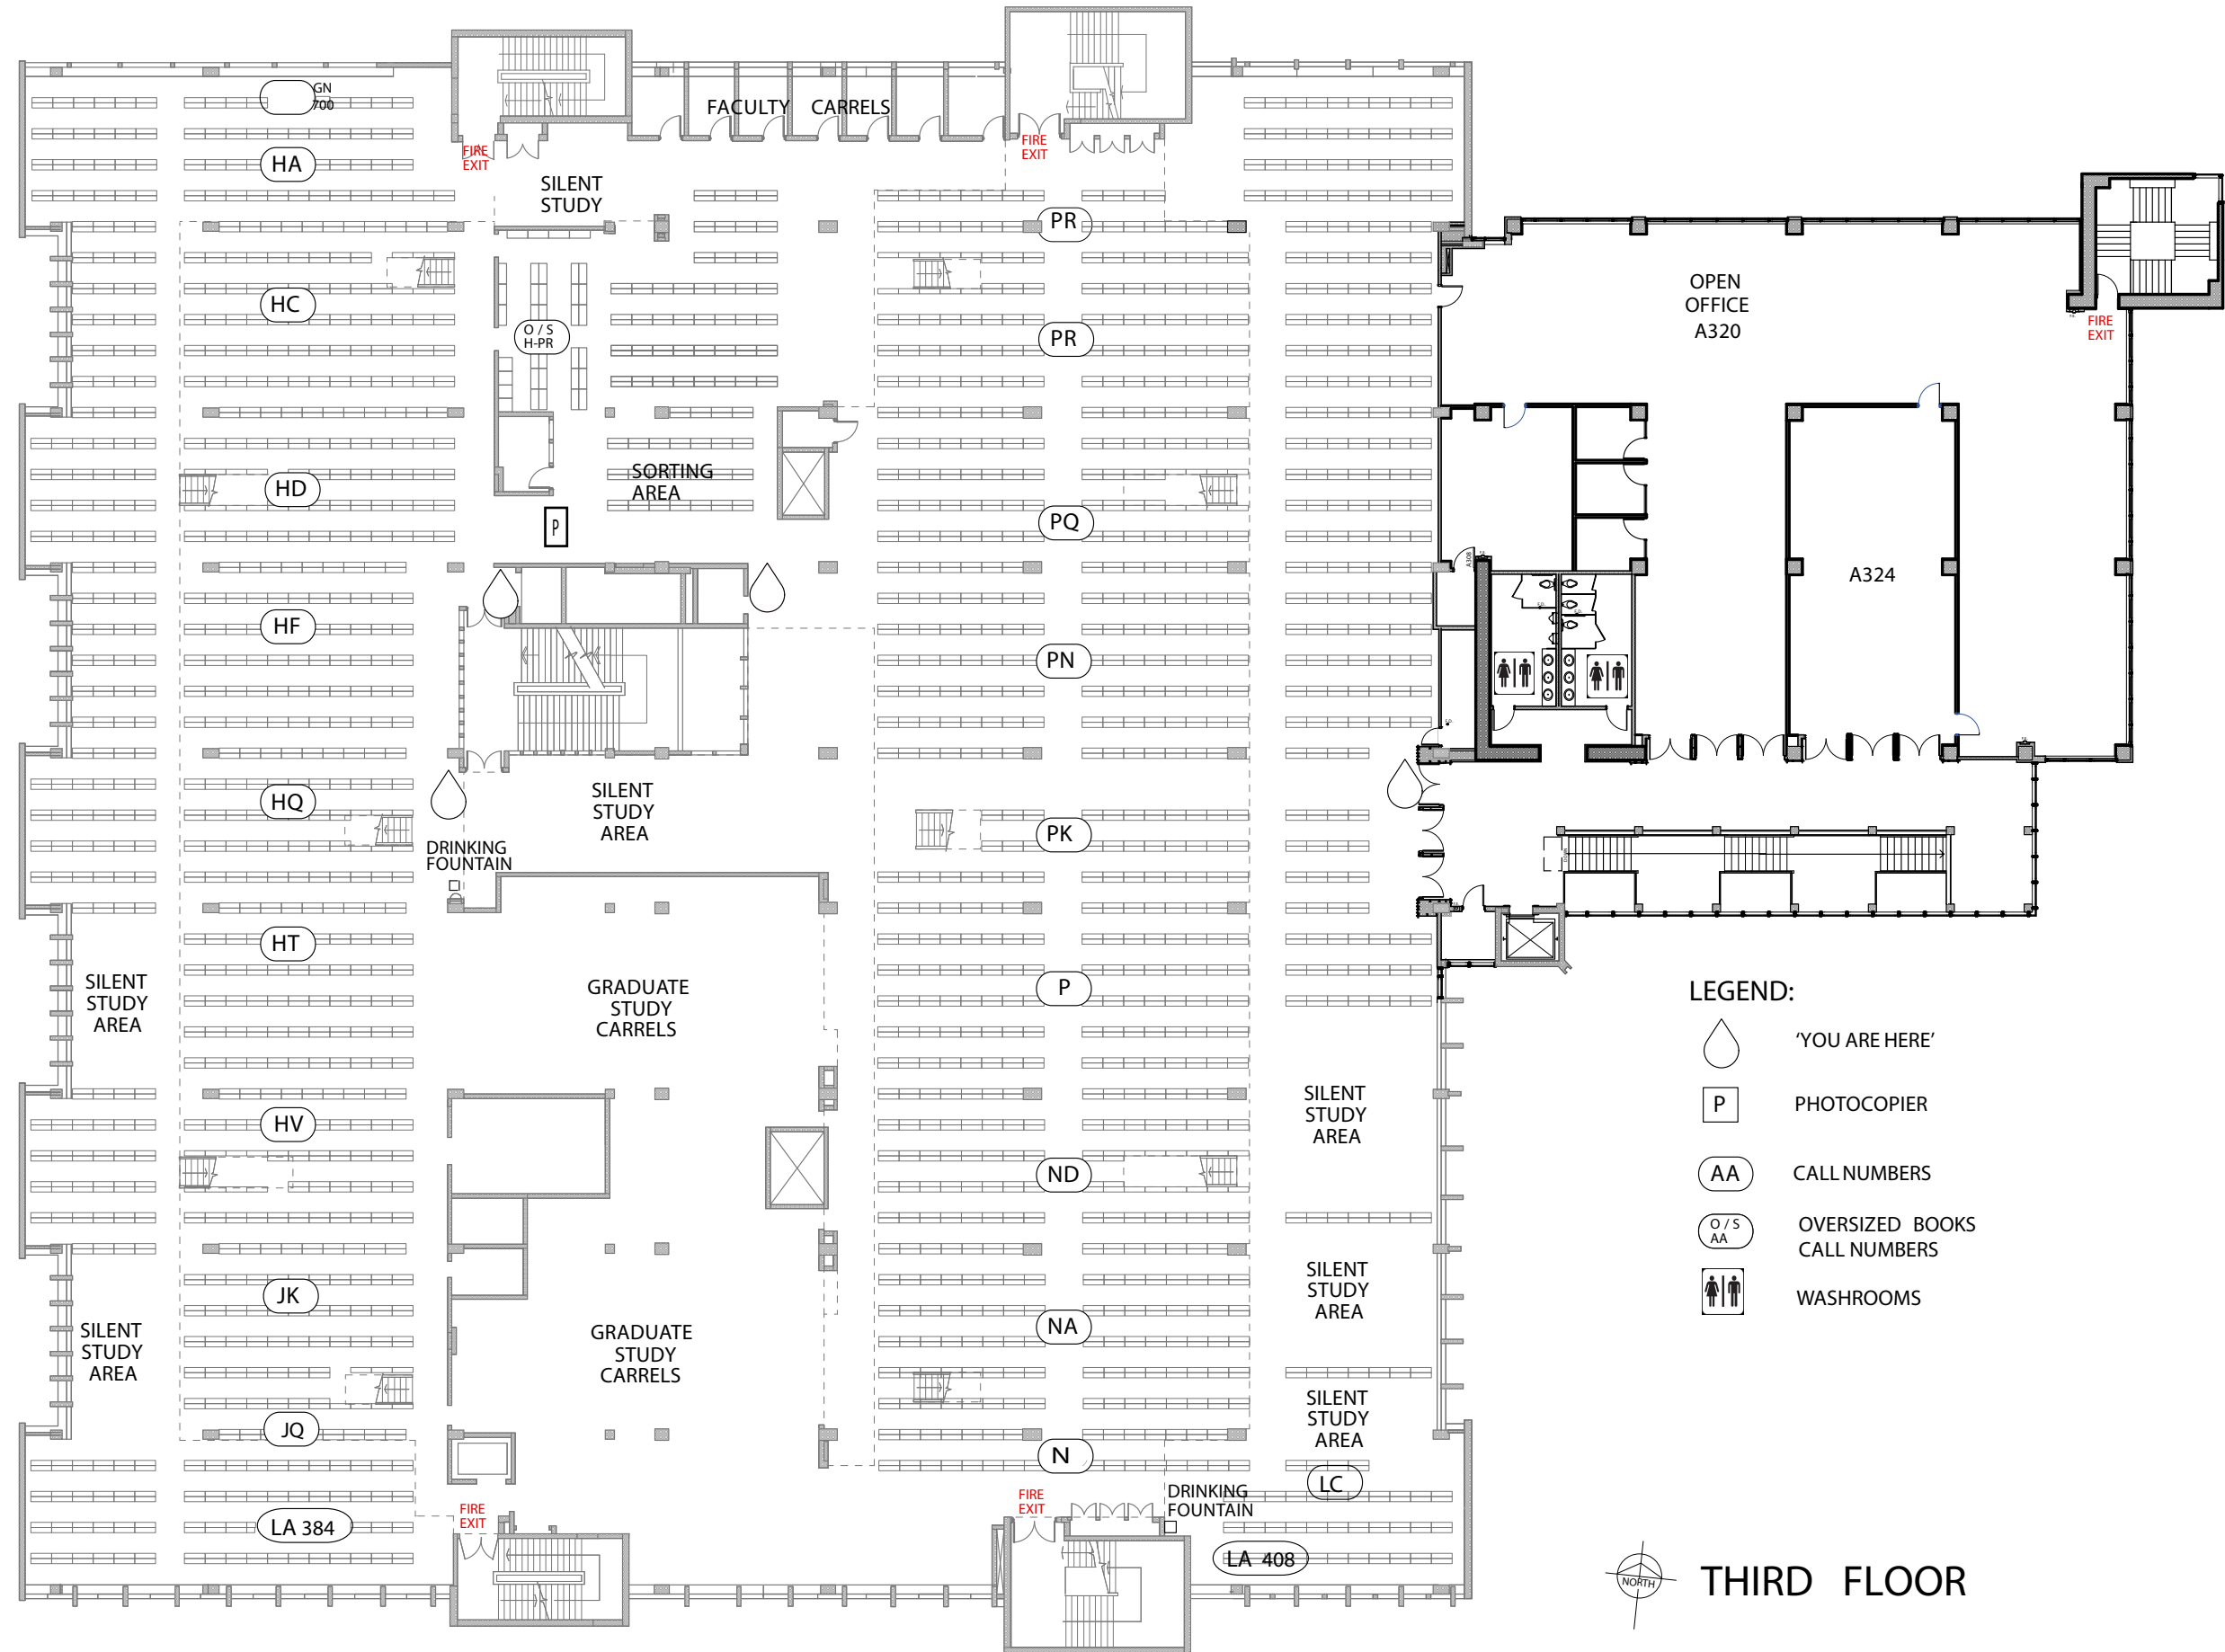 GN
700
FACULTY CARRELS
FIRE
EXIT
FIRE
EXIT
HA
SILENT
STUDY
PR
OPEN
OFFICE
A320
FIRE
EXIT
HC
O / S
H-PR
PR
SORTING
AREA
HD
P
PQ
A308
A324
HF
PN
HQ
SILENT
STUDY
AREA
PK
DRINKING
FOUNTAIN
HT
SILENT
STUDY
AREA
GRADUATE
STUDY
CARRELS
P
LEGEND:
'YOU ARE HERE'
P
PHOTOCOPIER
AA
CALL NUMBERS
O / S
AA
OVERSIZED BOOKS
CALL NUMBERS
WASHROOMS
HV
SILENT
STUDY
AREA
ND
JK
SILENT
STUDY
AREA
SILENT
STUDY
AREA
GRADUATE
STUDY
CARRELS
NA
JQ
SILENT
STUDY
AREA
N
LC
LA 384
FIRE
EXIT
FIRE
EXIT
DRINKING
FOUNTAIN
LA 408
NORTH
THIRD FLOOR